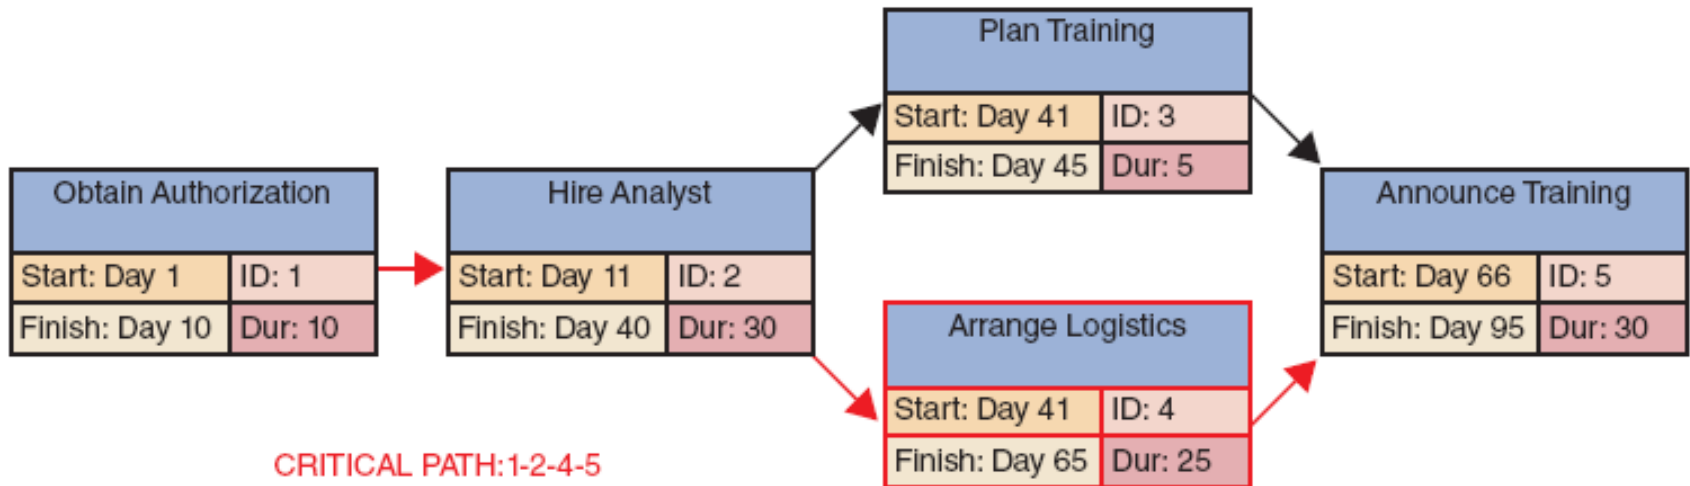 Plan Training
Start: Day 41 ID: 3
Finish: Day 45 Dur: 5
Obtain Authorization
Start: Day 1 ID: 1
Finish: Day 10 Dur: 10
Hire Analyst
Start: Day 11 ID: 2
Finish: Day 40 Dur: 30
Announce Training
Start: Day 66 ID: 5
Finish: Day 95 Dur: 30
Arrange Logistics
Start: Day 41 ID: 4
Finish: Day 65 Dur: 25
CRITICAL PATH:1-2-4-5